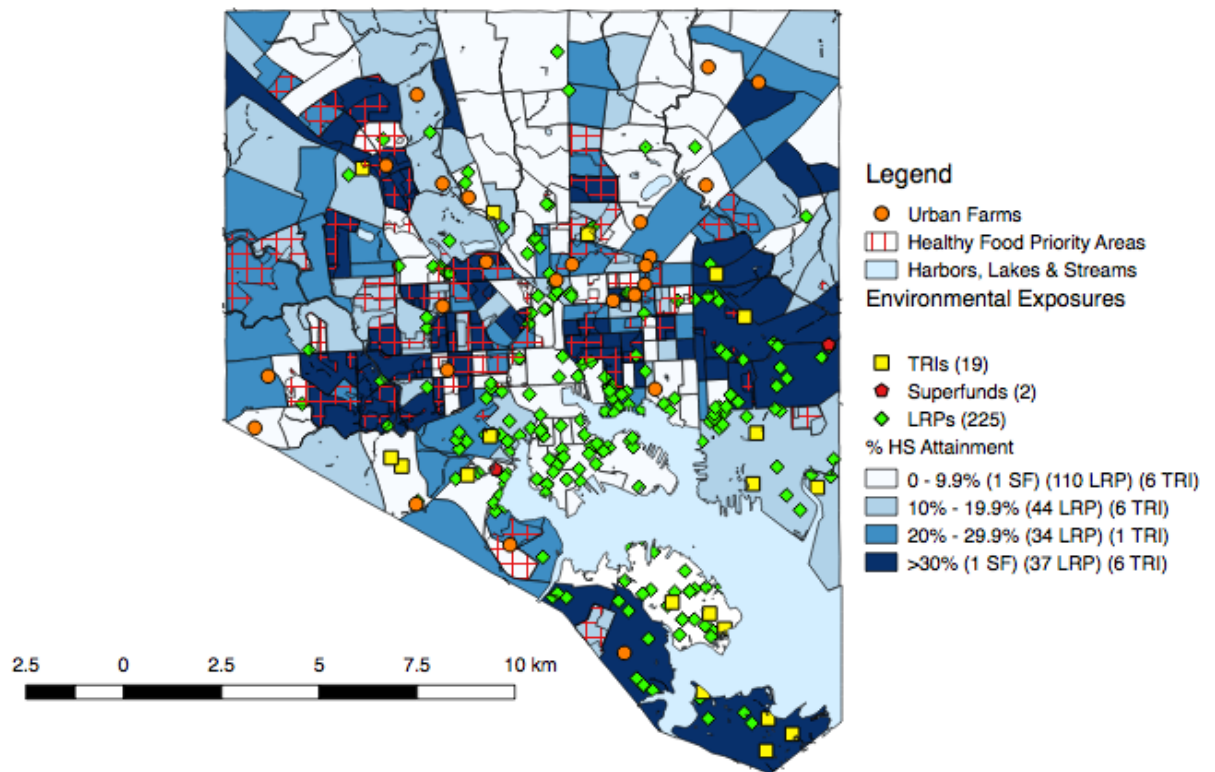 Legend
Urban Farms
Healthy Food Priority Areas
Harbors, Lakes & Streams
Environmental Exposures
TRIs (19)
Superfunds (2)
LRPs (225)
% HS Attainment
0 - 9.9% (1 SF) (110 LRP) (6 TRI)
10% - 19.9% (44 LRP) (6 TRI)
20% - 29.9% (34 LRP) (1 TRI)
>30% (1 SF) (37 LRP) (6 TRI)
2.5 0 2.5 5 7.5 10 km